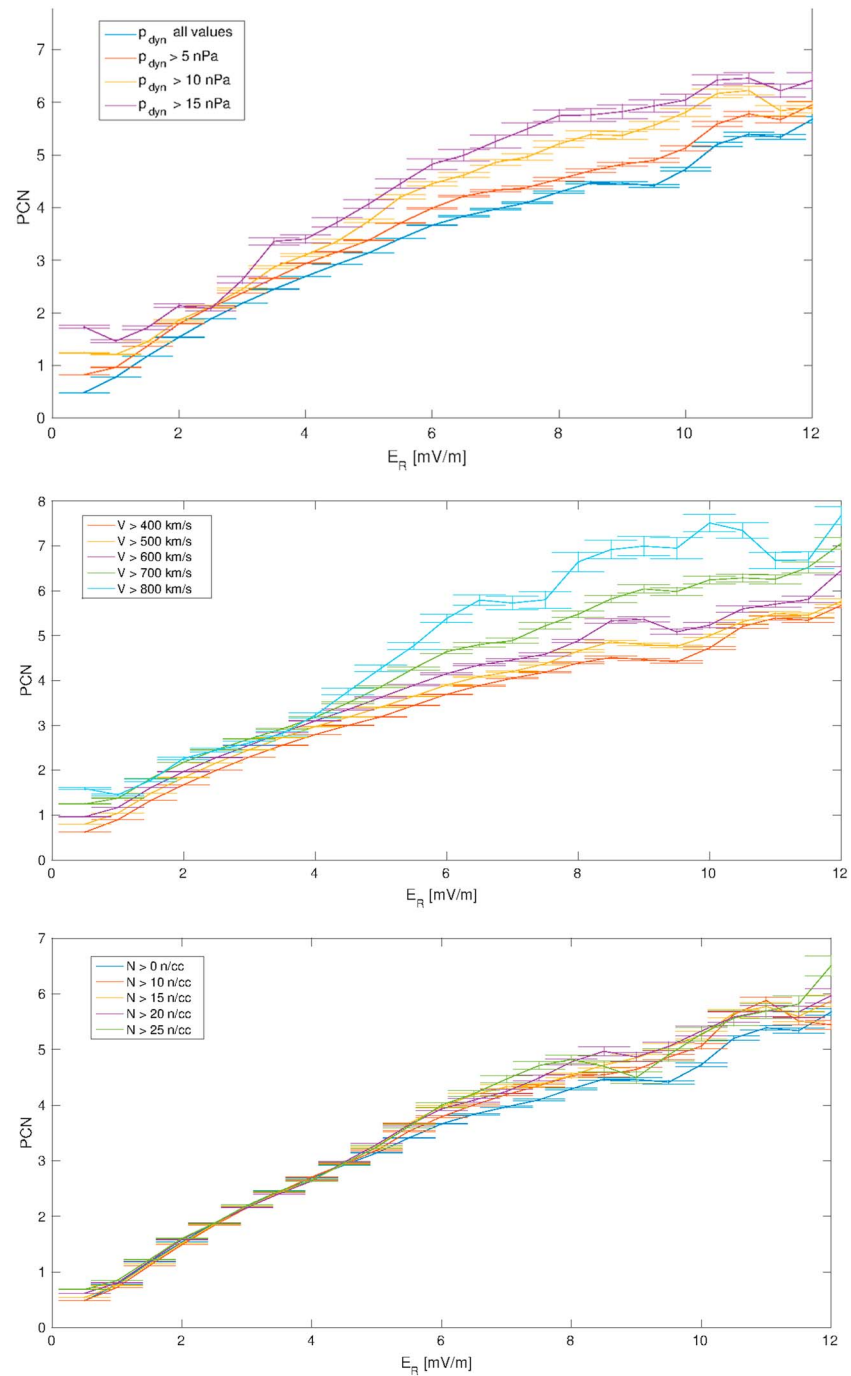 p_dyn all values
p_dyn > 5 nPa
p_dyn > 10 nPa
p_dyn > 15 nPa
7
6
5
4
3
2
1
0
PCN
0 2 4 6 8 10 12
E_R [mV/m]
V > 400 km/s
V > 500 km/s
V > 600 km/s
V > 700 km/s
V > 800 km/s
8
7
6
5
4
3
2
1
0
PCN
0 2 4 6 8 10 12
E_R [mV/m]
N > 0 n/cc
N > 10 n/cc
N > 15 n/cc
N > 20 n/cc
N > 25 n/cc
7
6
5
4
3
2
1
0
PCN
0 2 4 6 8 10 12
E_R [mV/m]